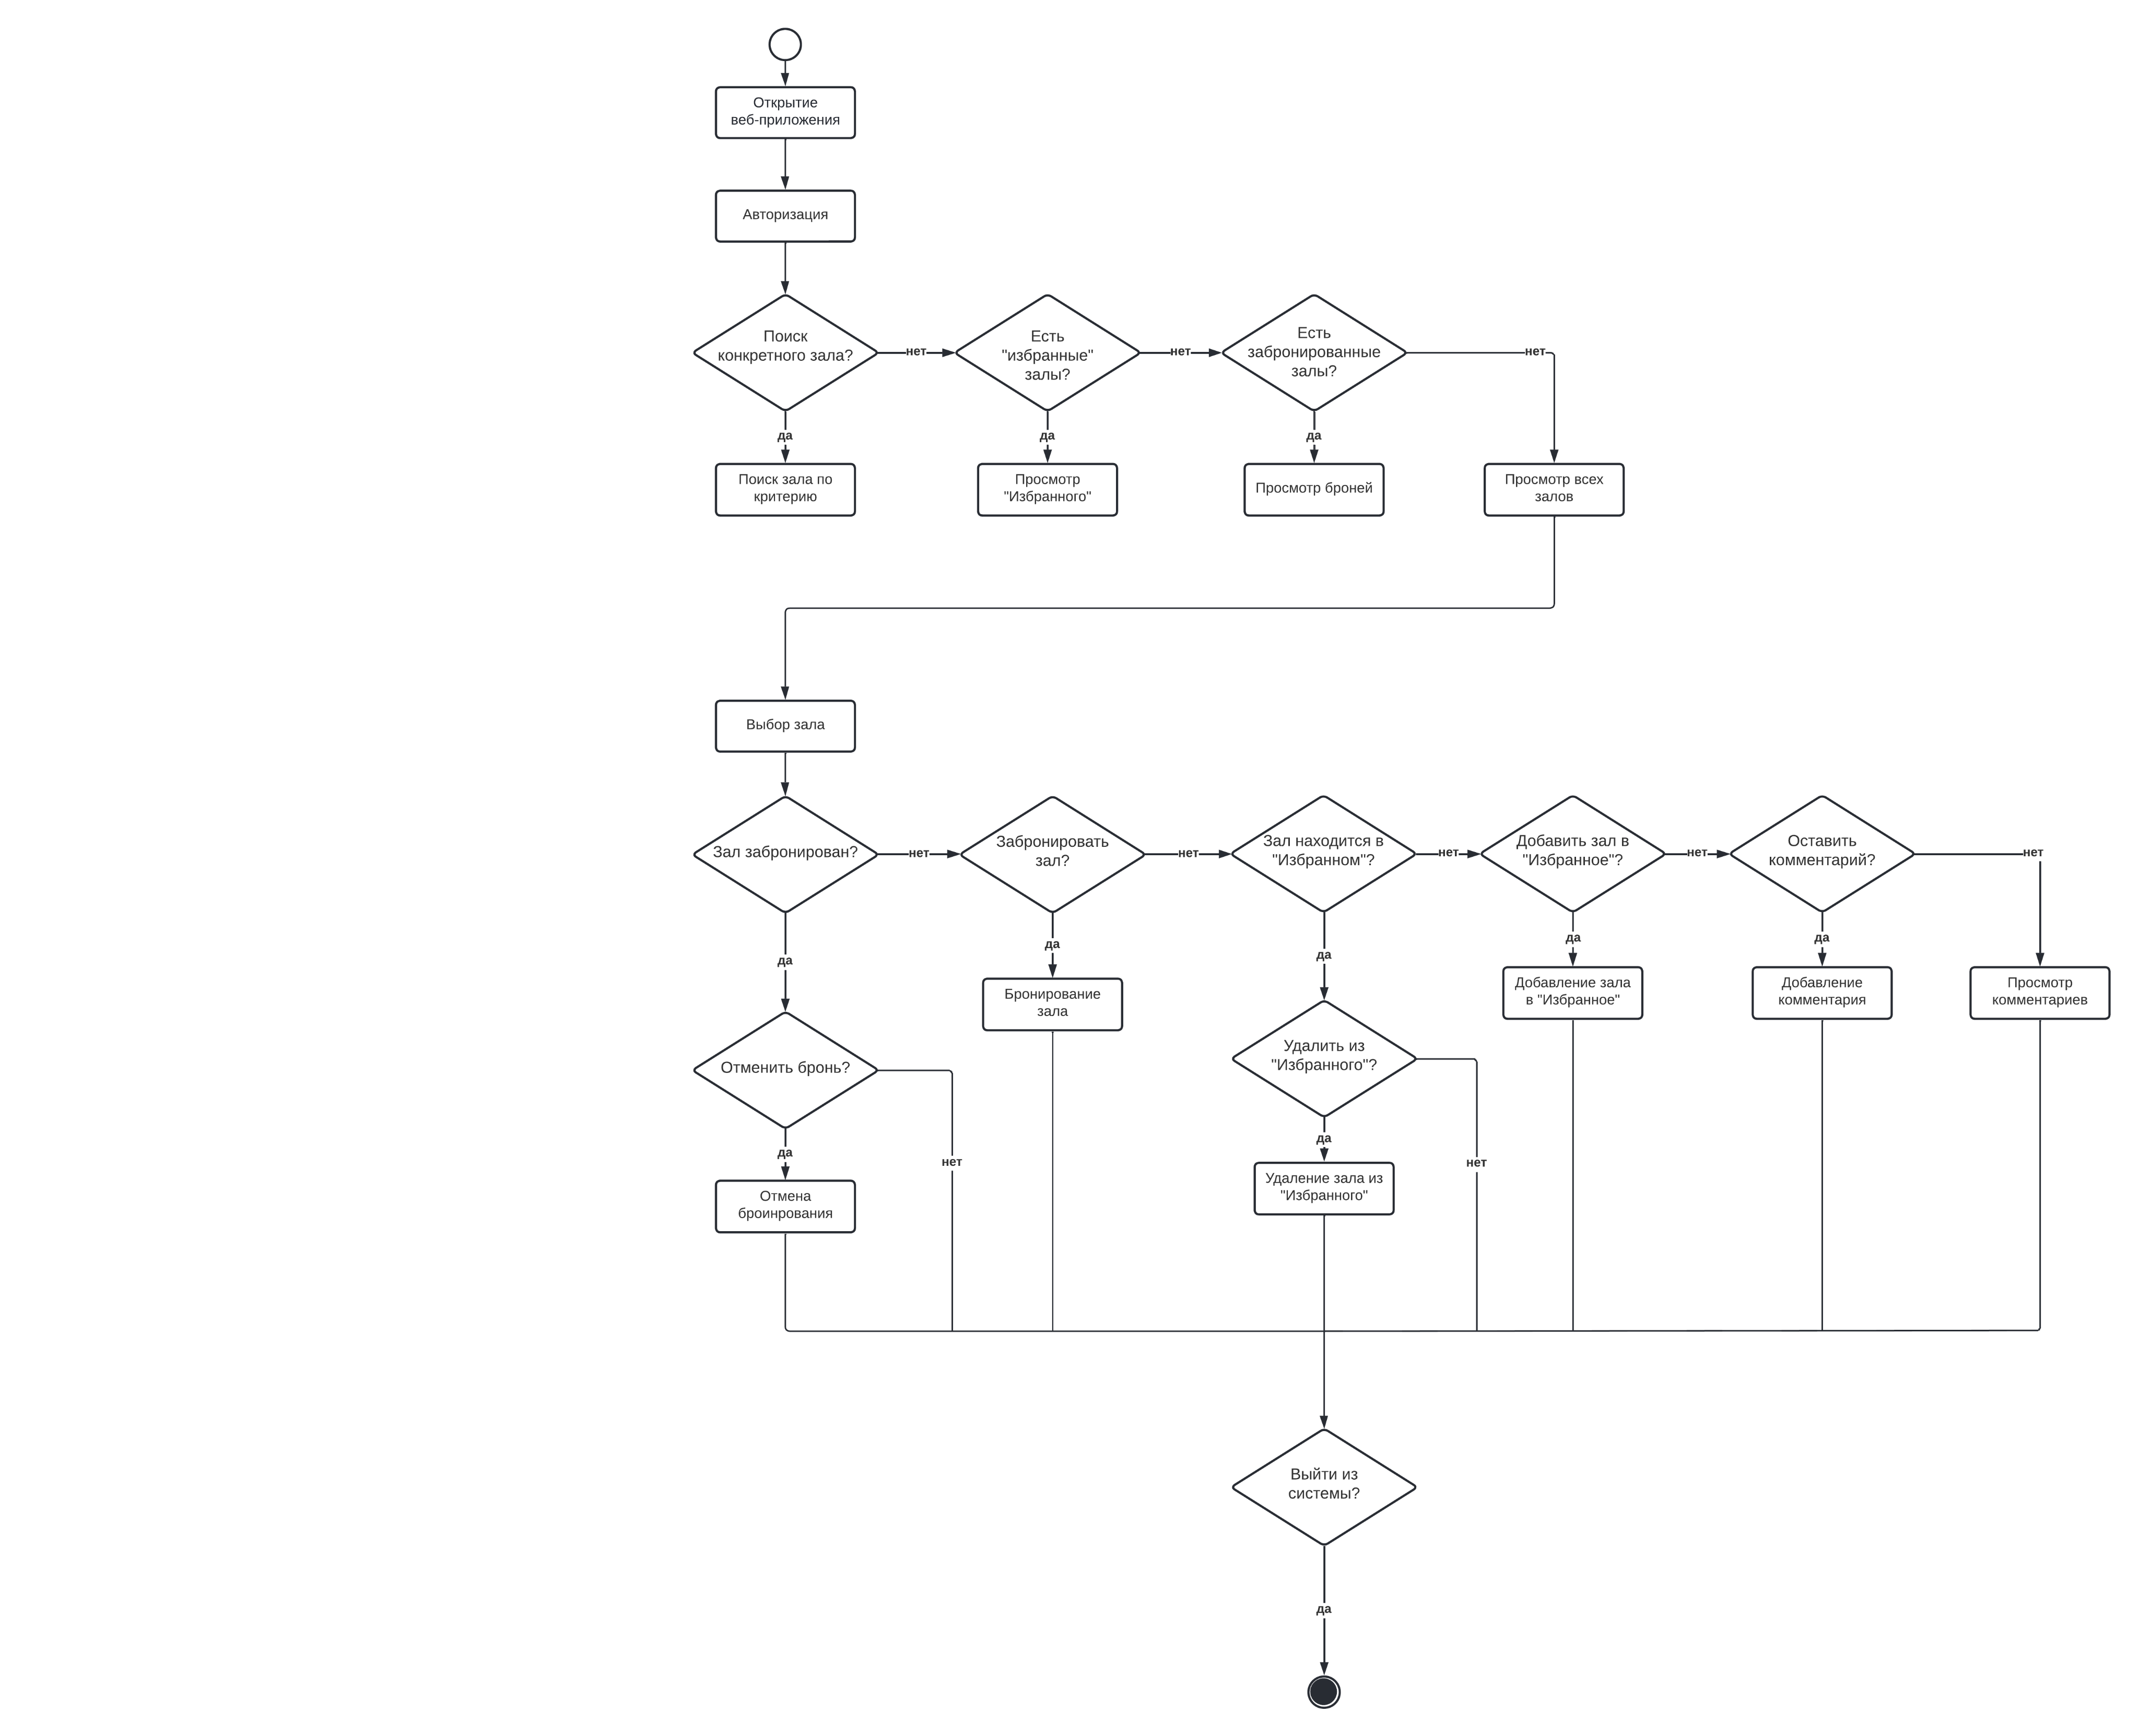 Открытие
веб-приложения
Авторизация
Поиск
конкретного зала?
нет
Есть
"избранные"
залы?
нет
Есть
забронированные
залы?
нет
да
да
да
Поиск зала по
критерию
Просмотр
"Избранного"
Просмотр броней
Просмотр всех
залов
Выбор зала
Зал забронирован?
нет
Забронировать
зал?
нет
Зал находится в
"Избранном"?
нет
Добавить зал в
"Избранное"?
нет
Оставить
комментарий?
нет
да
да
да
да
да
Бронирование
зала
Добавление зала
в "Избранное"
Добавление
комментария
Просмотр
комментариев
Отменить бронь?
Удалить из
"Избранного"?
да
нет
да
нет
Отмена
броинрования
Удаление зала из
"Избранного"
Выйти из
системы?
да